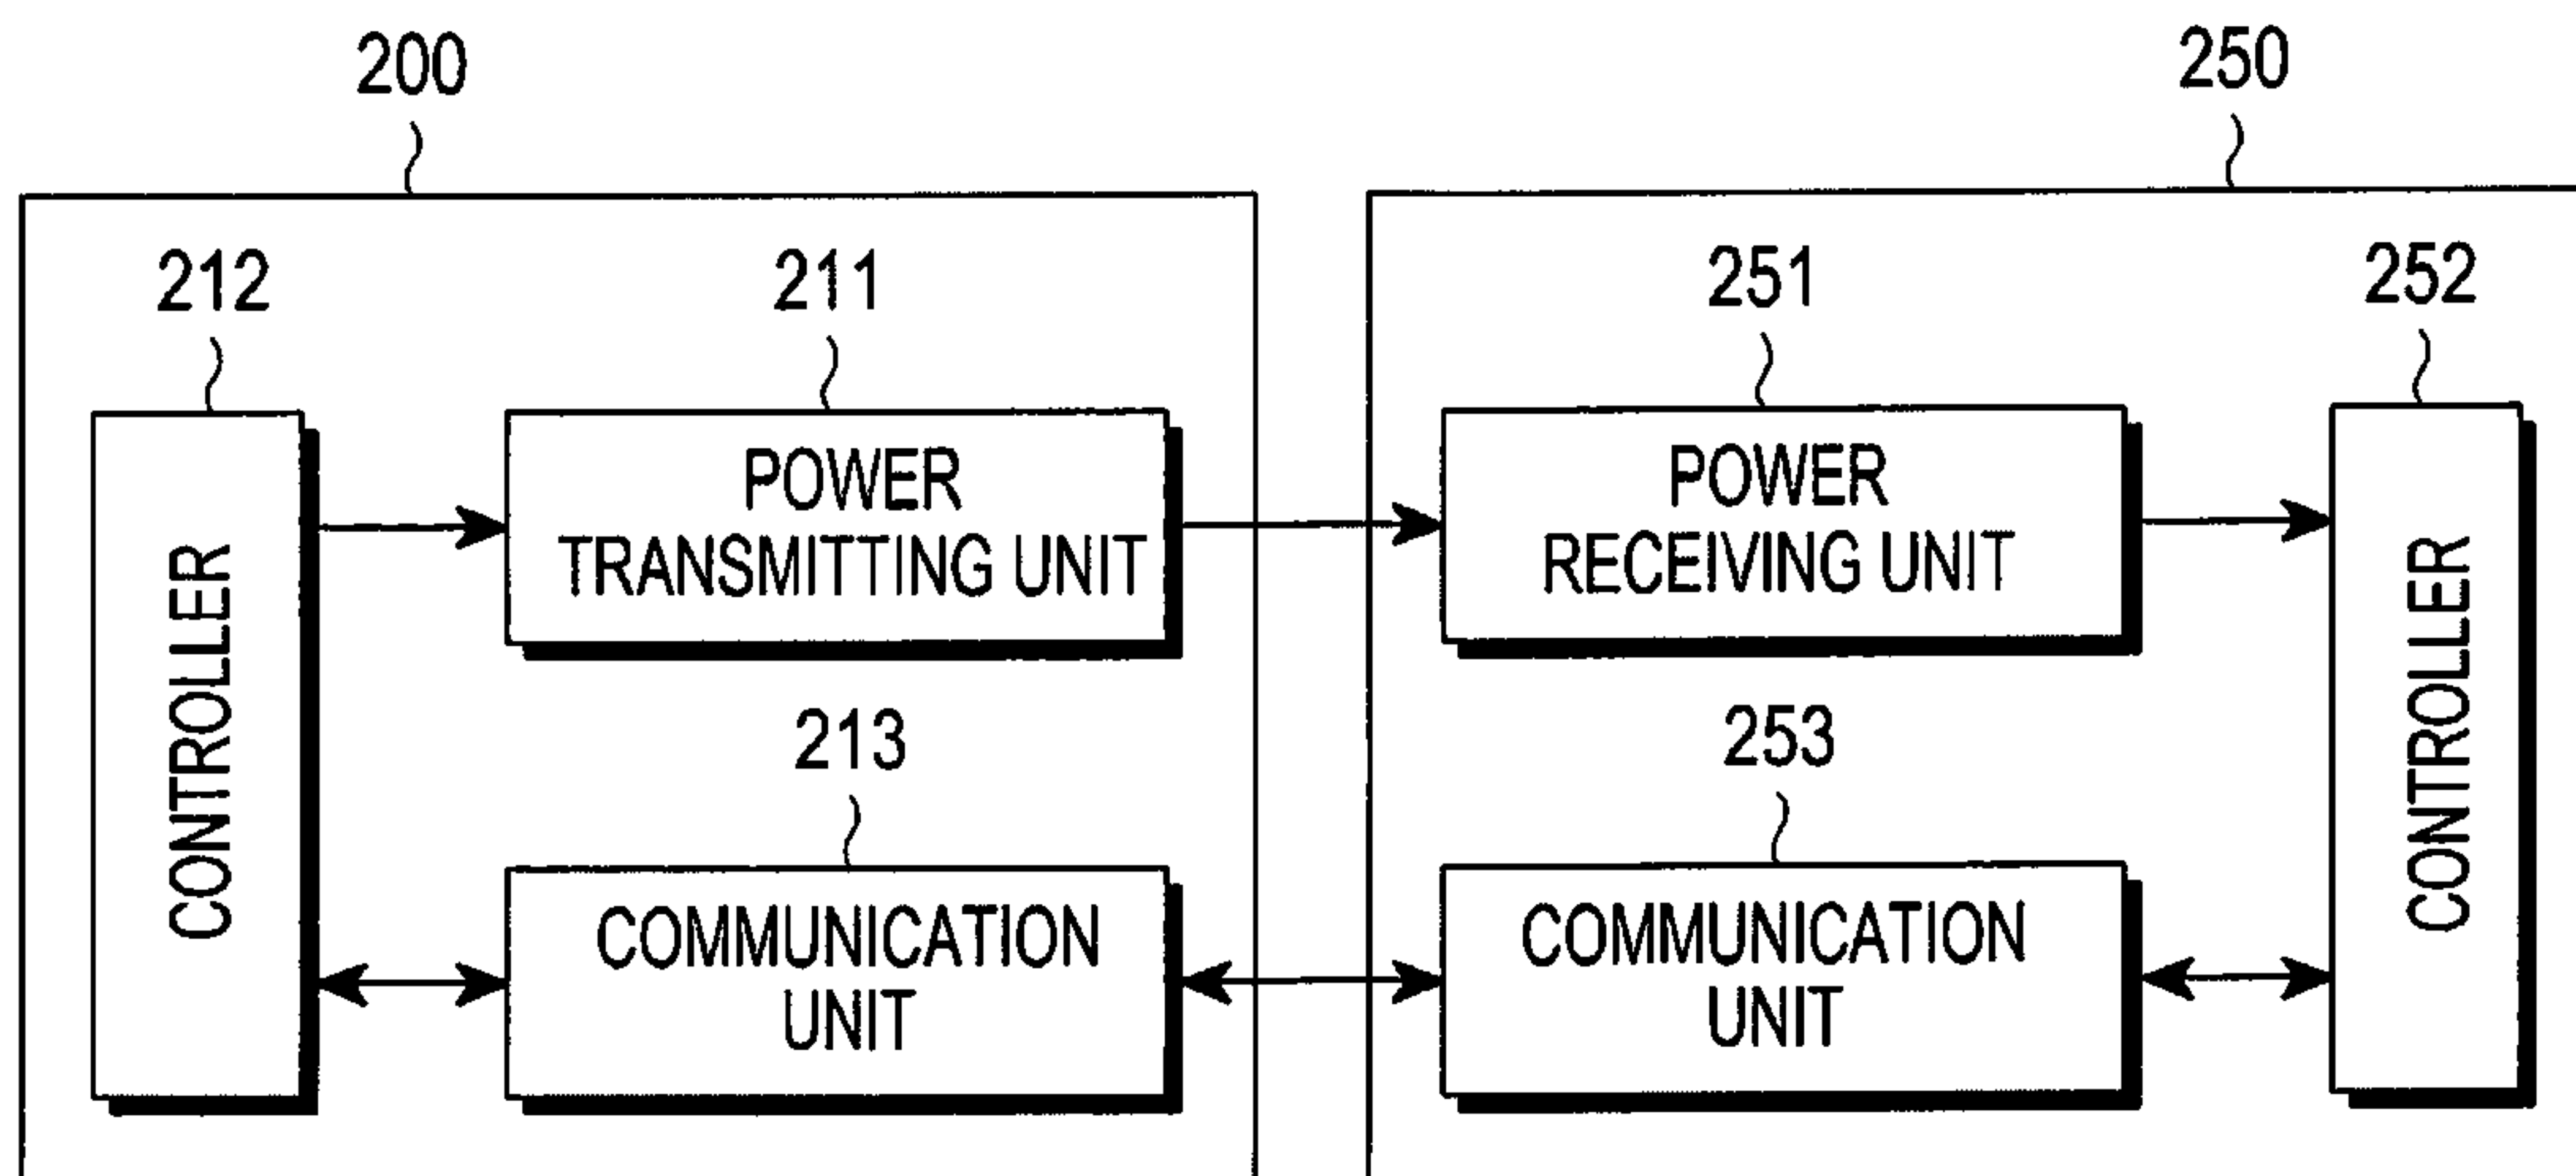 200
250
212
211
251
252
POWER
TRANSMITTING UNIT
POWER
RECEIVING UNIT
CONTROLLER
213
253
CONTROLLER
COMMUNICATION
UNIT
COMMUNICATION
UNIT